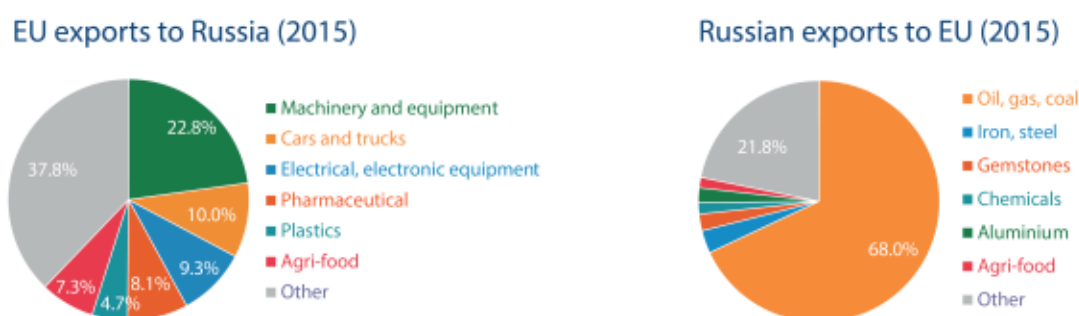 EU exports to Russia (2015)
22.8%
10.0%
9.3%
8.1%
4.7%
7.3%
37.8%
Machinery and equipment
Cars and trucks
Electrical, electronic equipment
Pharmaceutical
Plastics
Agri-food
Other
Russian exports to EU (2015)
21.8%
68.0%
Oil, gas, coal
Iron, steel
Gemstones
Chemicals
Aluminium
Agri-food
Other